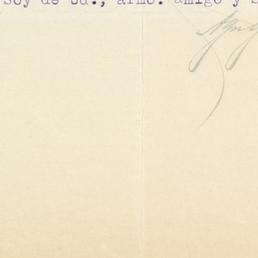 soy de Ud., afmo. amigo y s